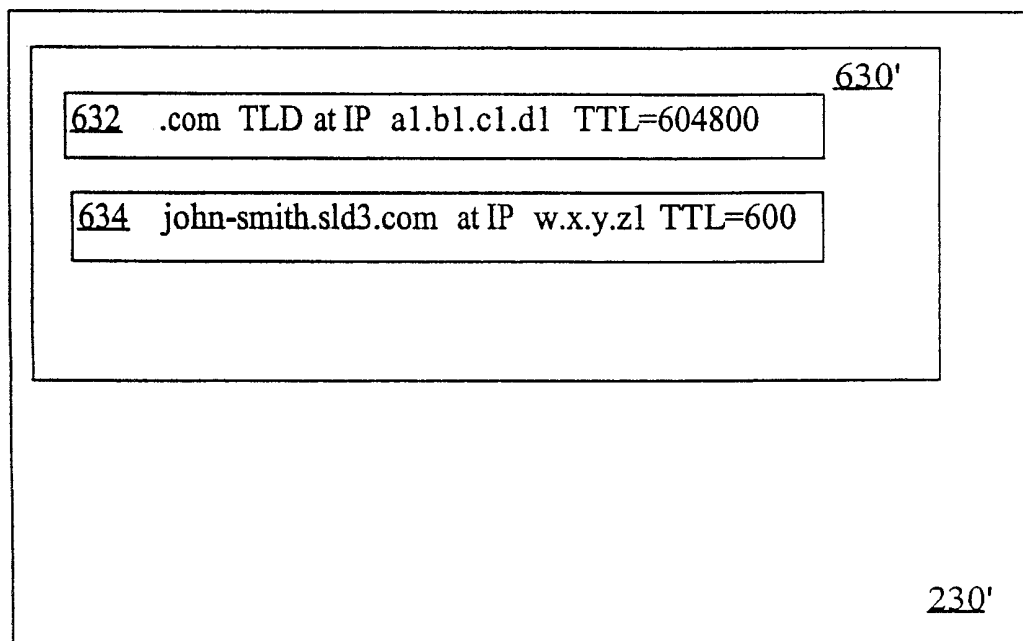 630'
632 .com TLD at IP a1.b1.c1.d1 TTL=604800
634 john-smith.sld3.com at IP w.x.y.z1 TTL=600
230'